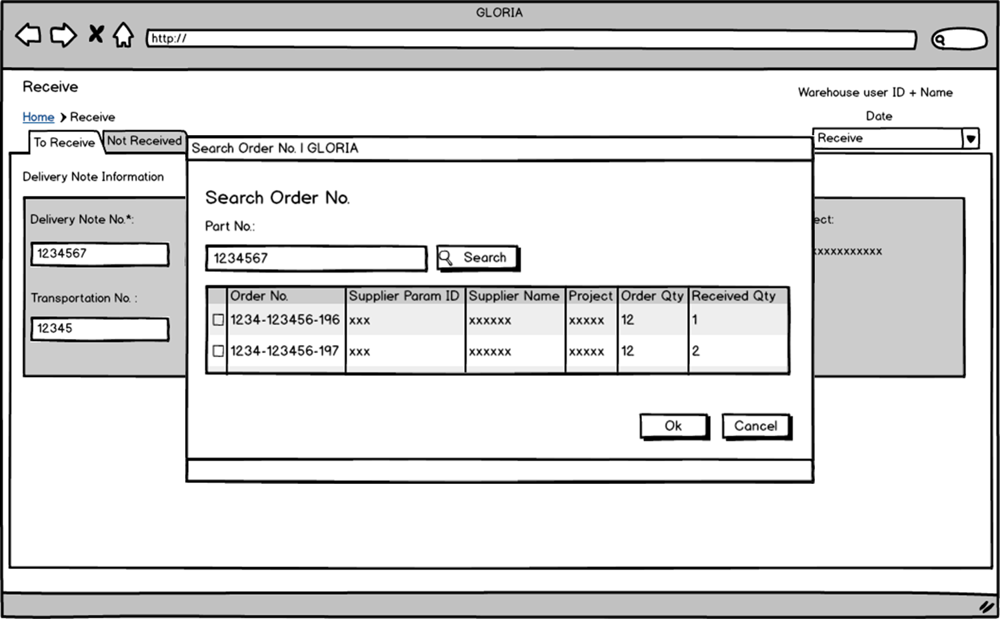 GLORIA
http://
Receive
Warehouse user ID + Name
Home > Receive
Date
To Receive
Not Received
Receive
Search Order No. | GLORIA
Delivery Note Information
Search Order No.
Delivery Note No.*:
Part No.:
ect:
1234567
1234567
Search
xxxxxxxxxxx
Transportation No. :
Order No. Supplier Param ID Supplier Name Project Order Qty Received Qty
1234-123456-196 xxx xxxxxx xxxxx 12 1
12345
1234-123456-197 xxx xxxxxx xxxxx 12 2
Ok
Cancel